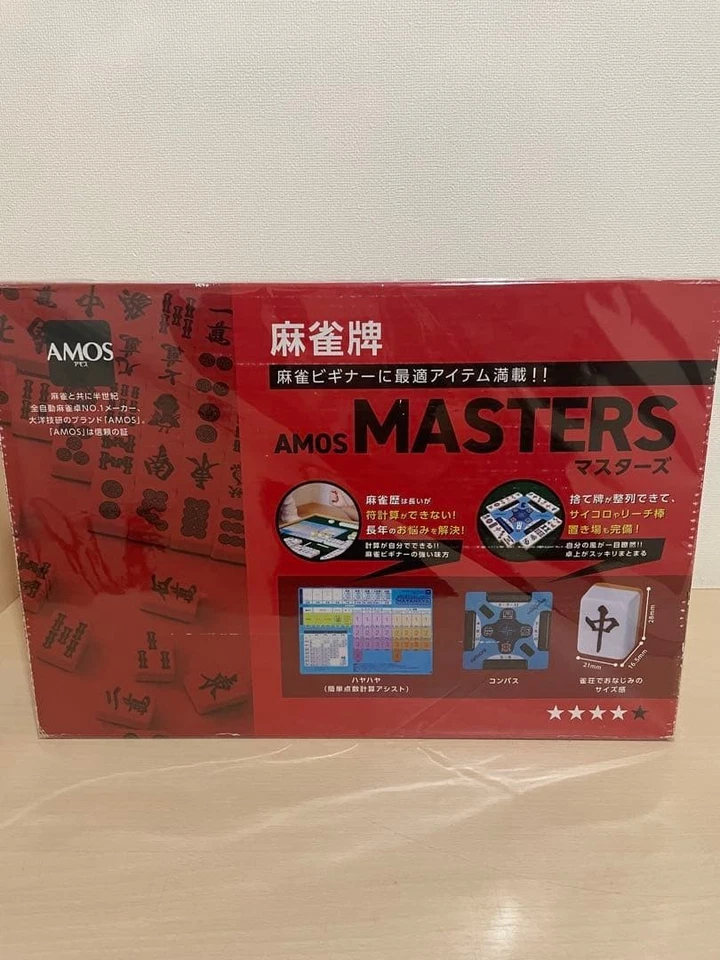 AMOS
アモス
麻雀と共に半世紀
全自動麻雀卓NO.1メーカー、
大洋技研のブランド「AMOS」。
「AMOS」は信頼の証
麻雀牌
麻雀ビギナーに最適アイテム満載!!
AMOS MASTERS
マスターズ
麻雀歴は長いが
符計算ができない!
長年のお悩みを解決!
計算が自分でできる!!
麻雀ビギナーの強い味方
捨て牌が整列できて、
サイコロやリーチ棒
置き場も完備!
自分の風が一目瞭然!!
卓上がスッキリまとまる
ハヤハヤ
(簡単点数計算アシスト)
コンパス
中
28mm
21mm
16.5mm
雀荘でおなじみの
サイズ感
★★★★★